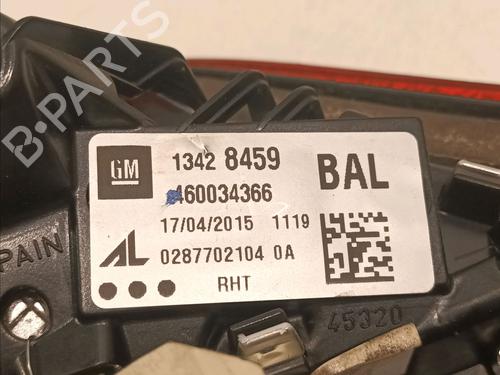 B-PARTS
GM
1342 8459
BAL
460034366
17/04/2015 1119
AL
0287702104 0A
RHT
PAIN
45320